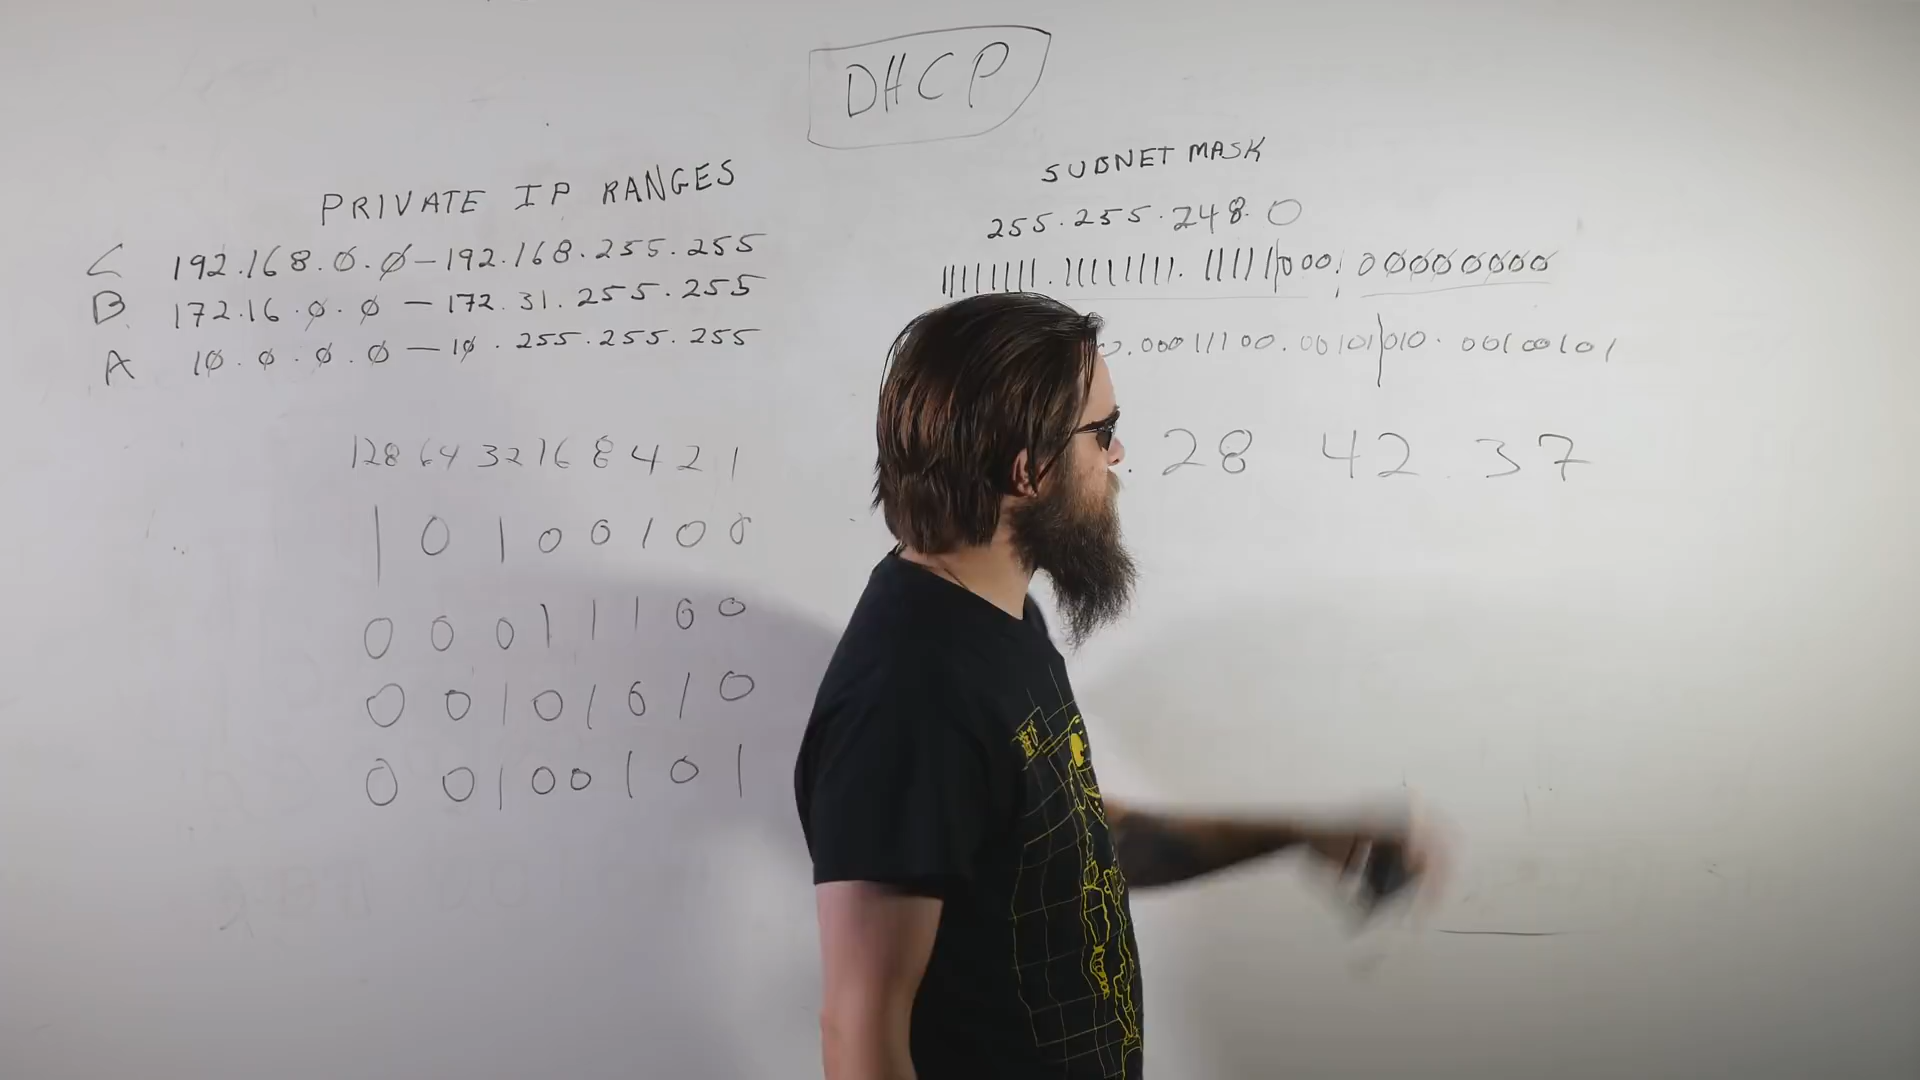 DHCP
PRIVATE IP RANGES
C 192.168.0.0-192.168.255.255
B 172.16.0.0 - 172.31.255.255
A 10.0.0.0 - 10.255.255.255
128 64 32 16 8 4 2 1
1 0 1 0 0 1 0 0
0 0 0 1 1 1 0 0
0 0 1 0 1 0 1 0
0 0 1 0 0 1 0 1
SUBNET MASK
255.255.248.0
11111111.11111111.11111|000.00000000
.00011100.00101|010.00100101
. 28 42.37